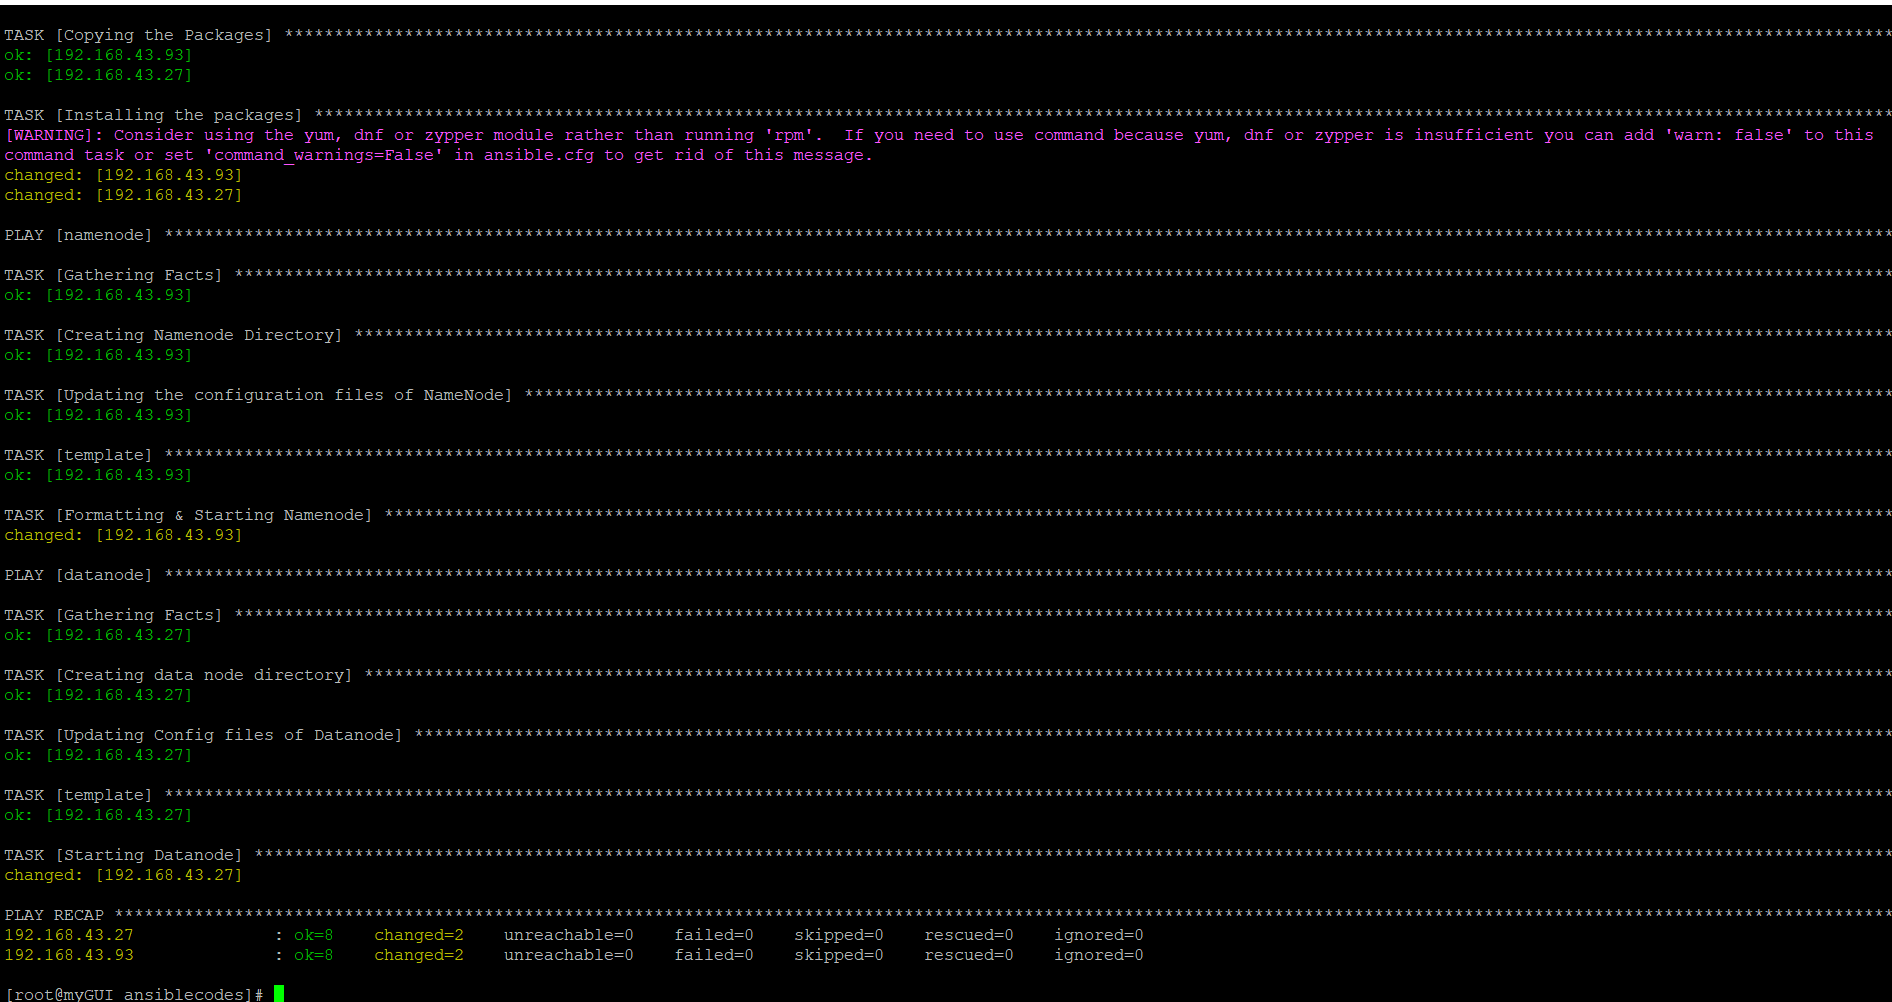 TASK [Copying the Packages] ****************************************************************************************************************************************************************
ok: [192.168.43.93]
ok: [192.168.43.27]
TASK [Installing the packages] *************************************************************************************************************************************************************
[WARNING]: Consider using the yum, dnf or zypper module rather than running 'rpm'.  If you need to use command because yum, dnf or zypper is insufficient you can add 'warn: false' to this
command task or set 'command_warnings=False' in ansible.cfg to get rid of this message.
changed: [192.168.43.93]
changed: [192.168.43.27]
PLAY [namenode] ****************************************************************************************************************************************************************************
TASK [Gathering Facts] *********************************************************************************************************************************************************************
ok: [192.168.43.93]
TASK [Creating Namenode Directory] *********************************************************************************************************************************************************
ok: [192.168.43.93]
TASK [Updating the configuration files of NameNode] ****************************************************************************************************************************************
ok: [192.168.43.93]
TASK [template] ****************************************************************************************************************************************************************************
ok: [192.168.43.93]
TASK [Formatting & Starting Namenode] ******************************************************************************************************************************************************
changed: [192.168.43.93]
PLAY [datanode] ****************************************************************************************************************************************************************************
TASK [Gathering Facts] *********************************************************************************************************************************************************************
ok: [192.168.43.27]
TASK [Creating data node directory] ********************************************************************************************************************************************************
ok: [192.168.43.27]
TASK [Updating Config files of Datanode] ***************************************************************************************************************************************************
ok: [192.168.43.27]
TASK [template] ****************************************************************************************************************************************************************************
ok: [192.168.43.27]
TASK [Starting Datanode] *******************************************************************************************************************************************************************
changed: [192.168.43.27]
PLAY RECAP *********************************************************************************************************************************************************************************
192.168.43.27              : ok=8    changed=2    unreachable=0    failed=0    skipped=0    rescued=0    ignored=0
192.168.43.93              : ok=8    changed=2    unreachable=0    failed=0    skipped=0    rescued=0    ignored=0
[root@myGUI ansiblecodes]#